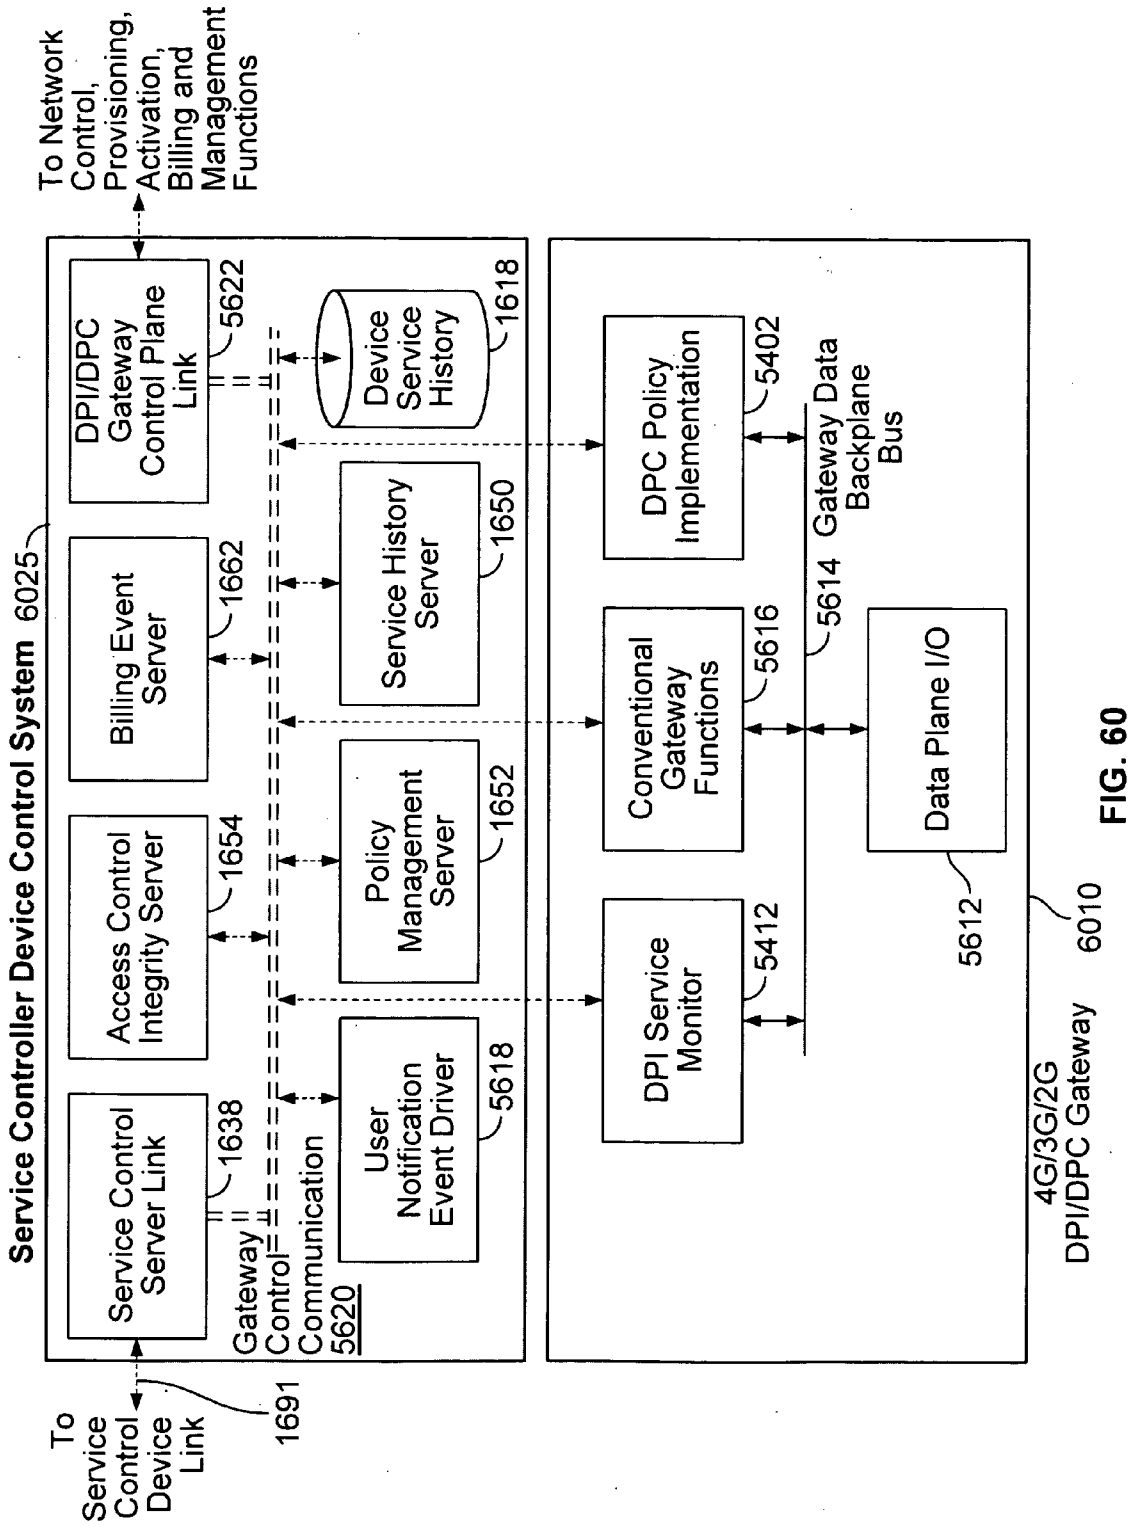 Service Controller Device Control System 6025
To
Service
Control
Device
Link
1691
Service Control
Server Link
1638
Access Control
Integrity Server
1654
Billing Event
Server
1662
DPI/DPC
Gateway
Control Plane
Link
5622
To Network
Control,
Provisioning,
Activation,
Billing and
Management
Functions
Gateway
Control
Communication
5620
User
Notification
Event Driver
5618
Policy
Management
Server
1652
Service History
Server
1650
Device
Service
History
1618
DPI Service
Monitor
5412
Conventional
Gateway
Functions
5616
DPC Policy
Implementation
5402
5614
Gateway Data
Backplane
Bus
Data Plane I/O
5612
4G/3G/2G
DPI/DPC Gateway
6010
FIG. 60